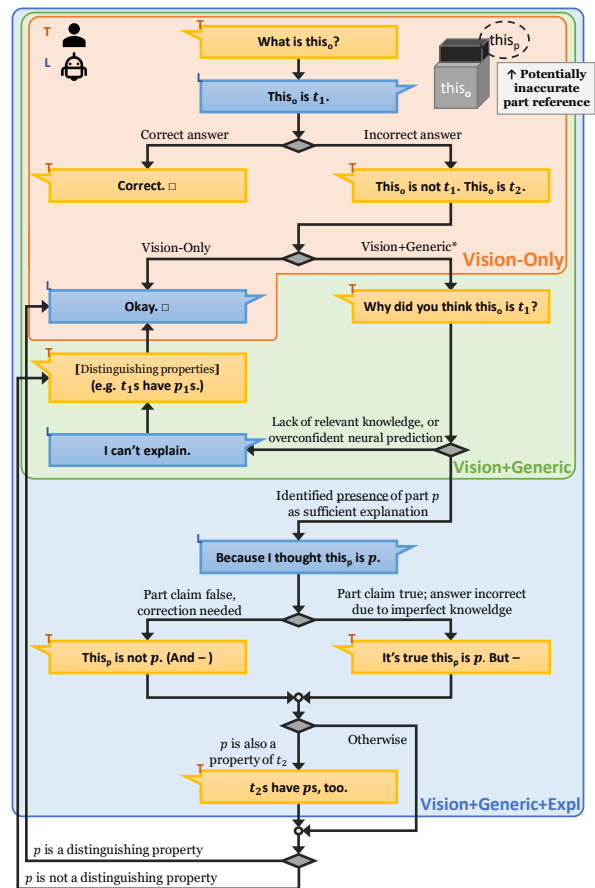 T
L
What is thisₒ?
thisₚ
thisₒ
↑ Potentially
inaccurate
part reference
L
Thisₒ is t₁.
Correct answer
Incorrect answer
T
Correct. □
T
Thisₒ is not t₁. This is t₂.
Vision-Only
Vision+Generic*
Vision-Only
L
Okay. □
T
Why did you think thisₒ is t₁?
T
[Distinguishing properties]
(e.g. t₁s have p₁s.)
Lack of relevant knowledge, or
overconfident neural prediction
L
I can't explain.
Vision+Generic
Identified presence of part p
as sufficient explanation
L
Because I thought thisₚ is p.
Part claim false,
correction needed
Part claim true; answer incorrect
due to imperfect knoweldge
T
Thisₚ is not p. (And – )
T
It's true thisₚ is p. But –
p is also a
property of t₂
Otherwise
T
t₂s have ps, too.
Vision+Generic+Expl
p is a distinguishing property
p is not a distinguishing property